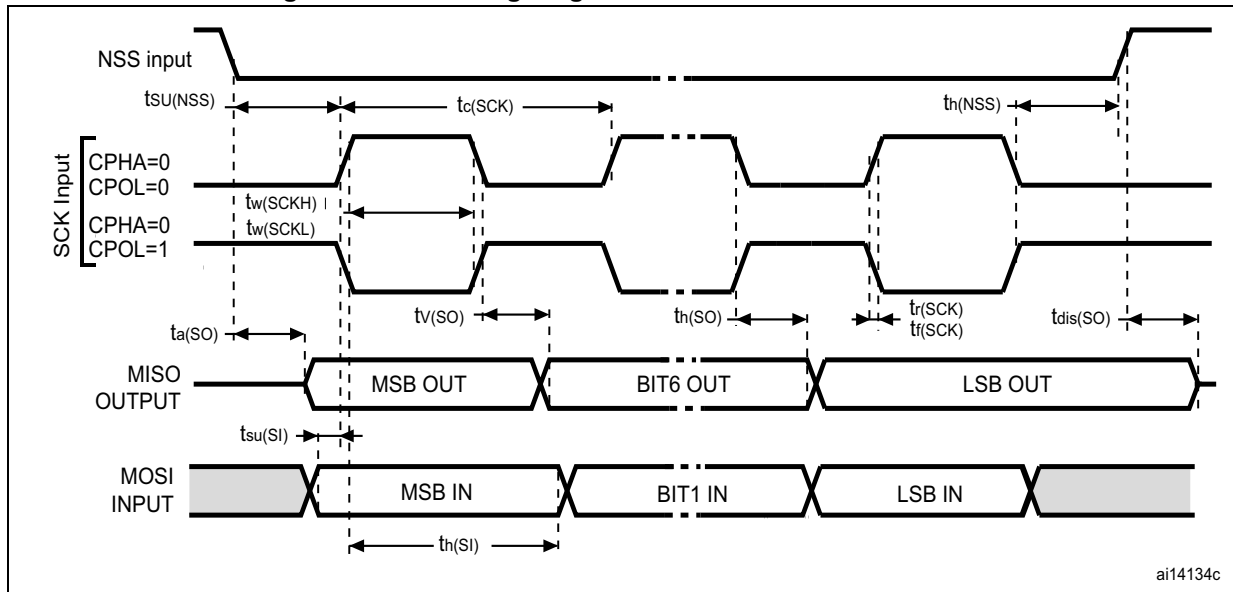 NSS input
tSU(NSS)
tc(SCK)
th(NSS)
SCK Input
CPHA=0
CPOL=0
tw(SCKH)
CPHA=0
tw(SCKL)
CPOL=1
tV(SO)
th(SO)
tr(SCK)
tf(SCK)
ta(SO)
tdis(SO)
MISO
OUTPUT
MSB OUT
BIT6 OUT
LSB OUT
tsu(SI)
MOSI
INPUT
MSB IN
BIT1 IN
LSB IN
th(SI)
ai14134c